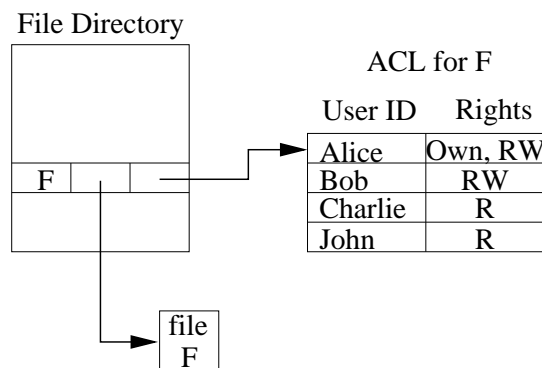 File Directory
ACL for F
User ID Rights
Alice Own, RW
F
Bob RW
Charlie R
John R
file
F